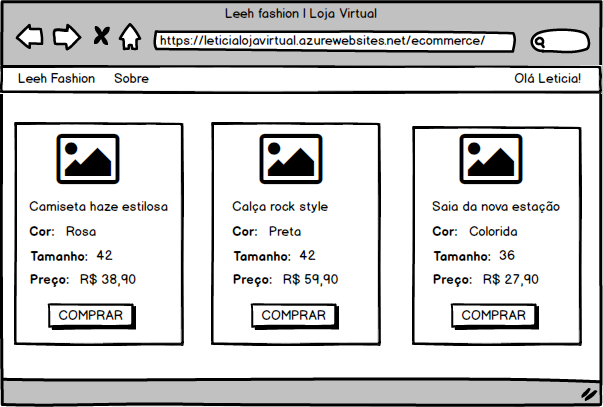 Leeh fashion | Loja Virtual
https://leticialojavirtual.azurewebsites.net/ecommerce/
Leeh Fashion Sobre Olá Leticia!
Camiseta haze estilosa
Cor: Rosa
Tamanho: 42
Preço: R$ 38,90
COMPRAR
Calça rock style
Cor: Preta
Tamanho: 42
Preço: R$ 59,90
COMPRAR
Saia da nova estação
Cor: Colorida
Tamanho: 36
Preço: R$ 27,90
COMPRAR